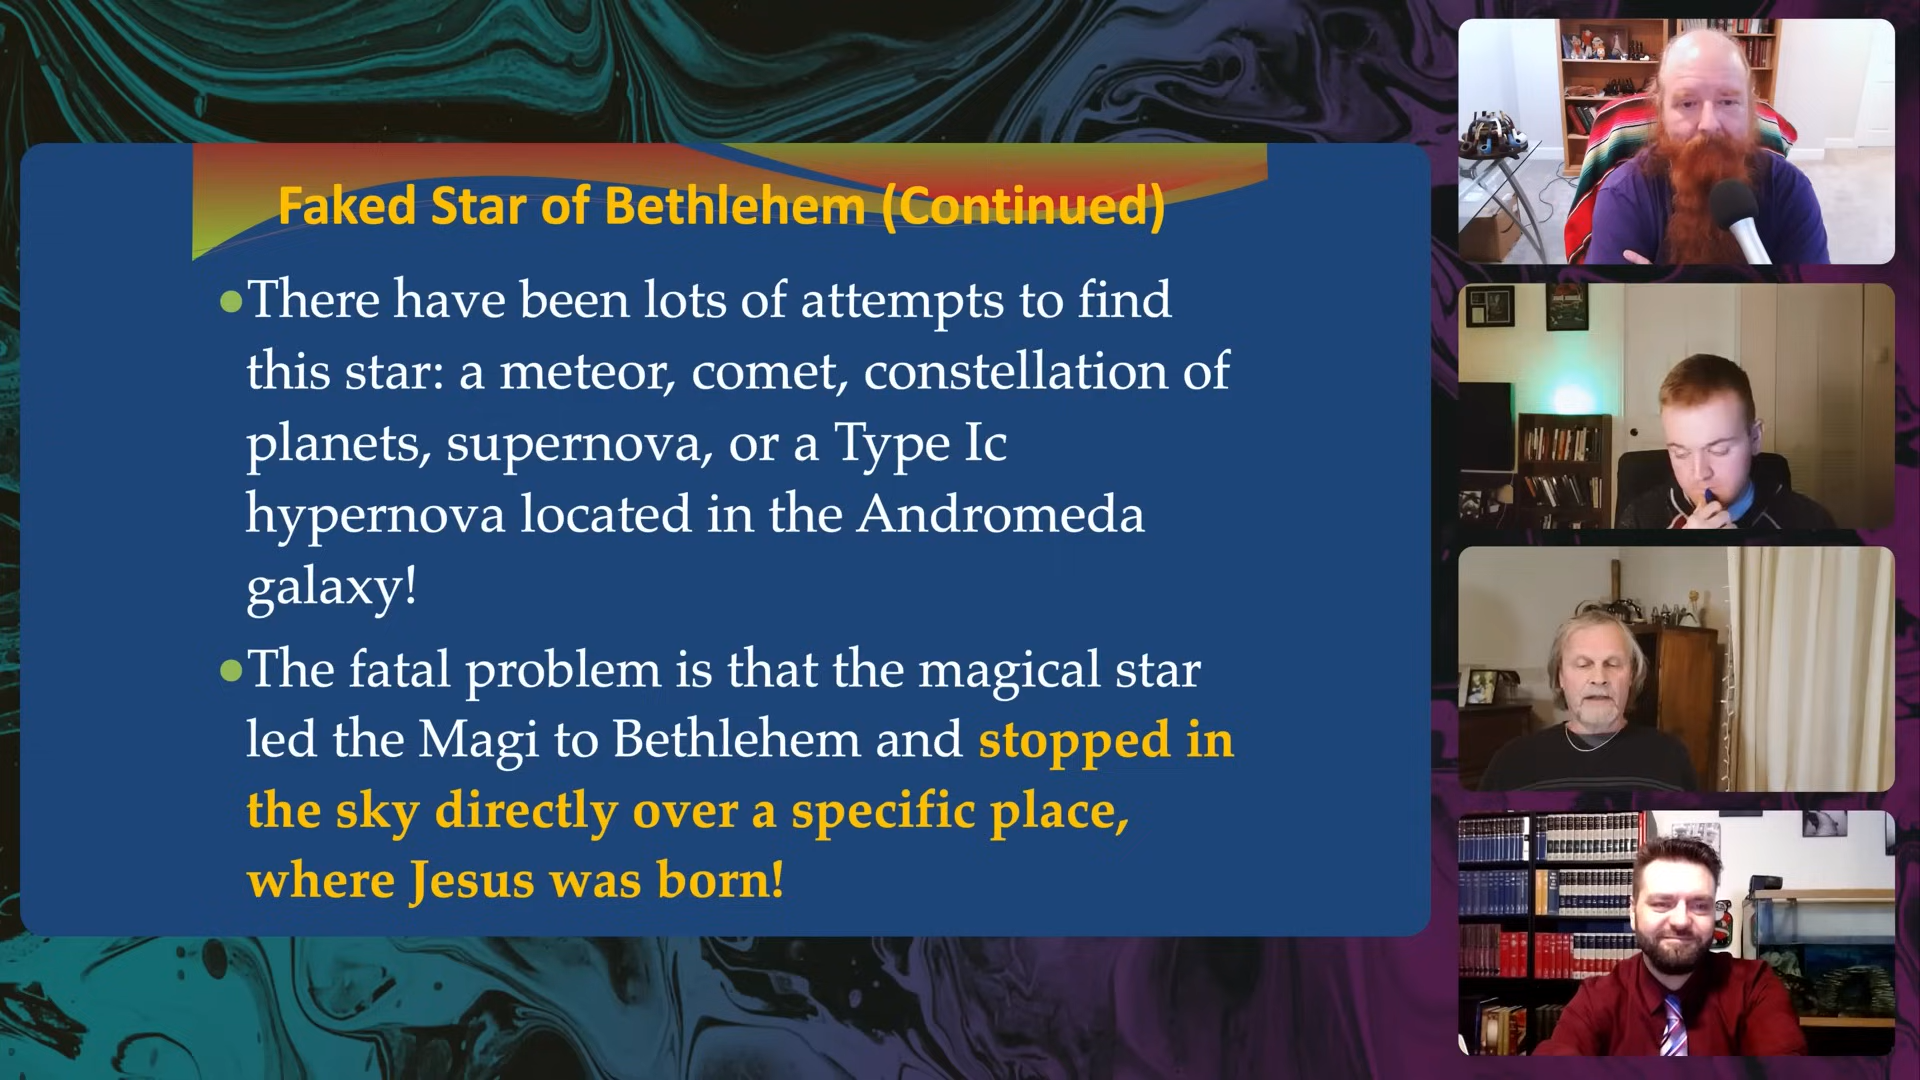 Faked Star of Bethlehem (Continued)
●There have been lots of attempts to find
this star: a meteor, comet, constellation of
planets, supernova, or a Type Ic
hypernova located in the Andromeda
galaxy!
●The fatal problem is that the magical star
led the Magi to Bethlehem and stopped in
the sky directly over a specific place,
where Jesus was born!